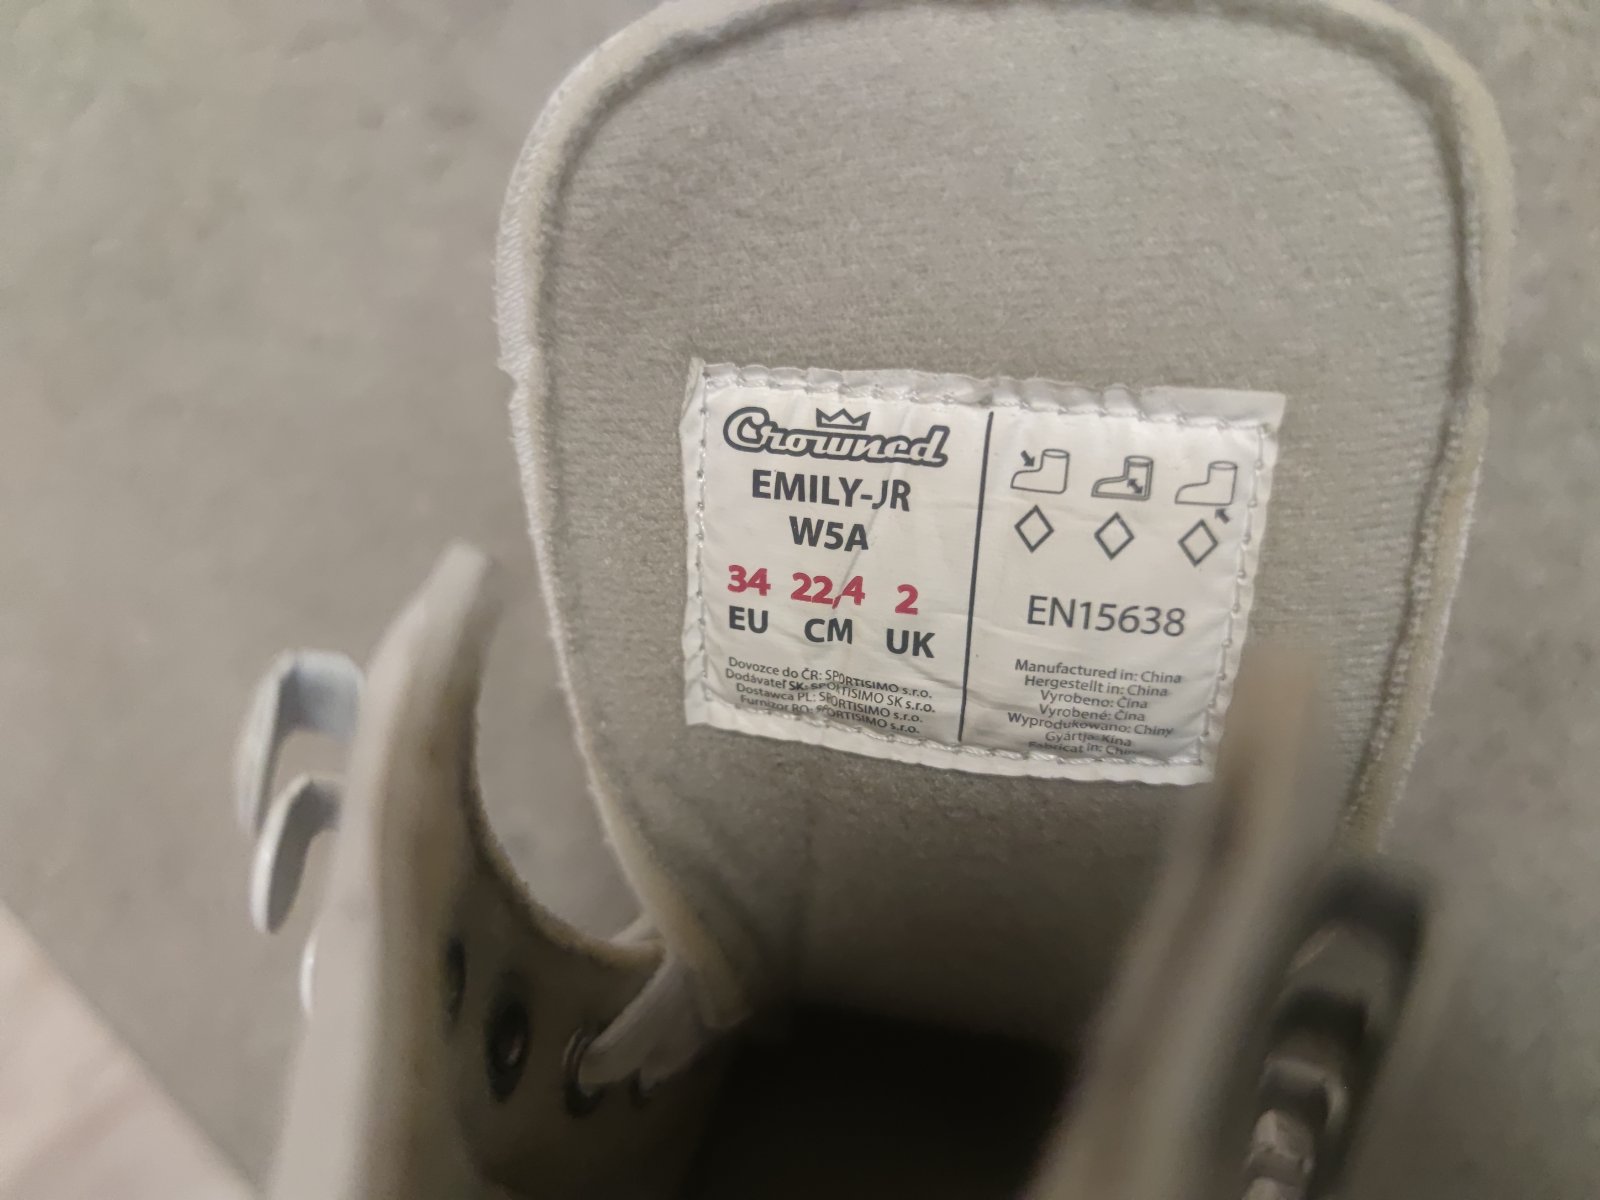 Crowned
EMILY-JR
W5A
34 22,4 2
EU CM UK
Dovozce do ČR: SPORTISIMO s.r.o.
Dodávateľ SK: SPORTISIMO SK s.r.o.
Dostawca PL: SPORTISIMO s.r.o.
Furnizor RO: SPORTISIMO s.r.o.
EN15638
Manufactured in: China
Hergestellt in: China
Vyrobeno: Čína
Vyrobené: Čína
Wyprodukowano: Chiny
Gyártja: Kína
Fabricat in: